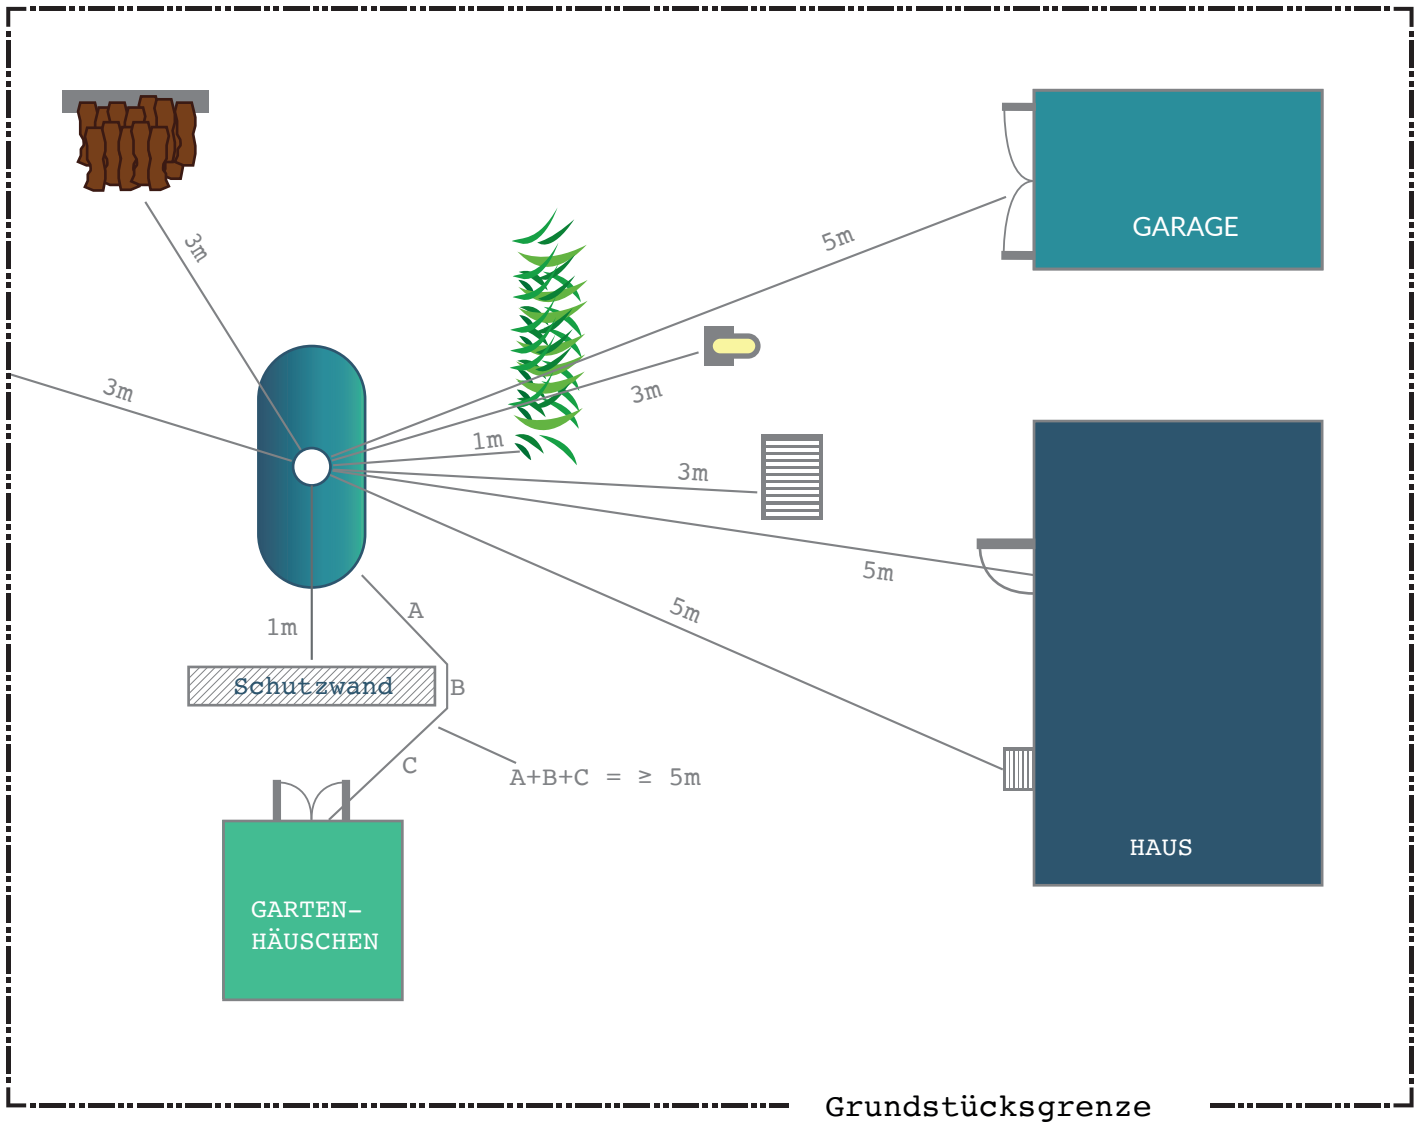 GARAGE
5m
3m
3m
3m
1m
3m
5m
5m
1m
A
Schutzwand
B
C
A+B+C = ≥ 5m
HAUS
GARTEN-
HÄUSCHEN
Grundstücksgrenze